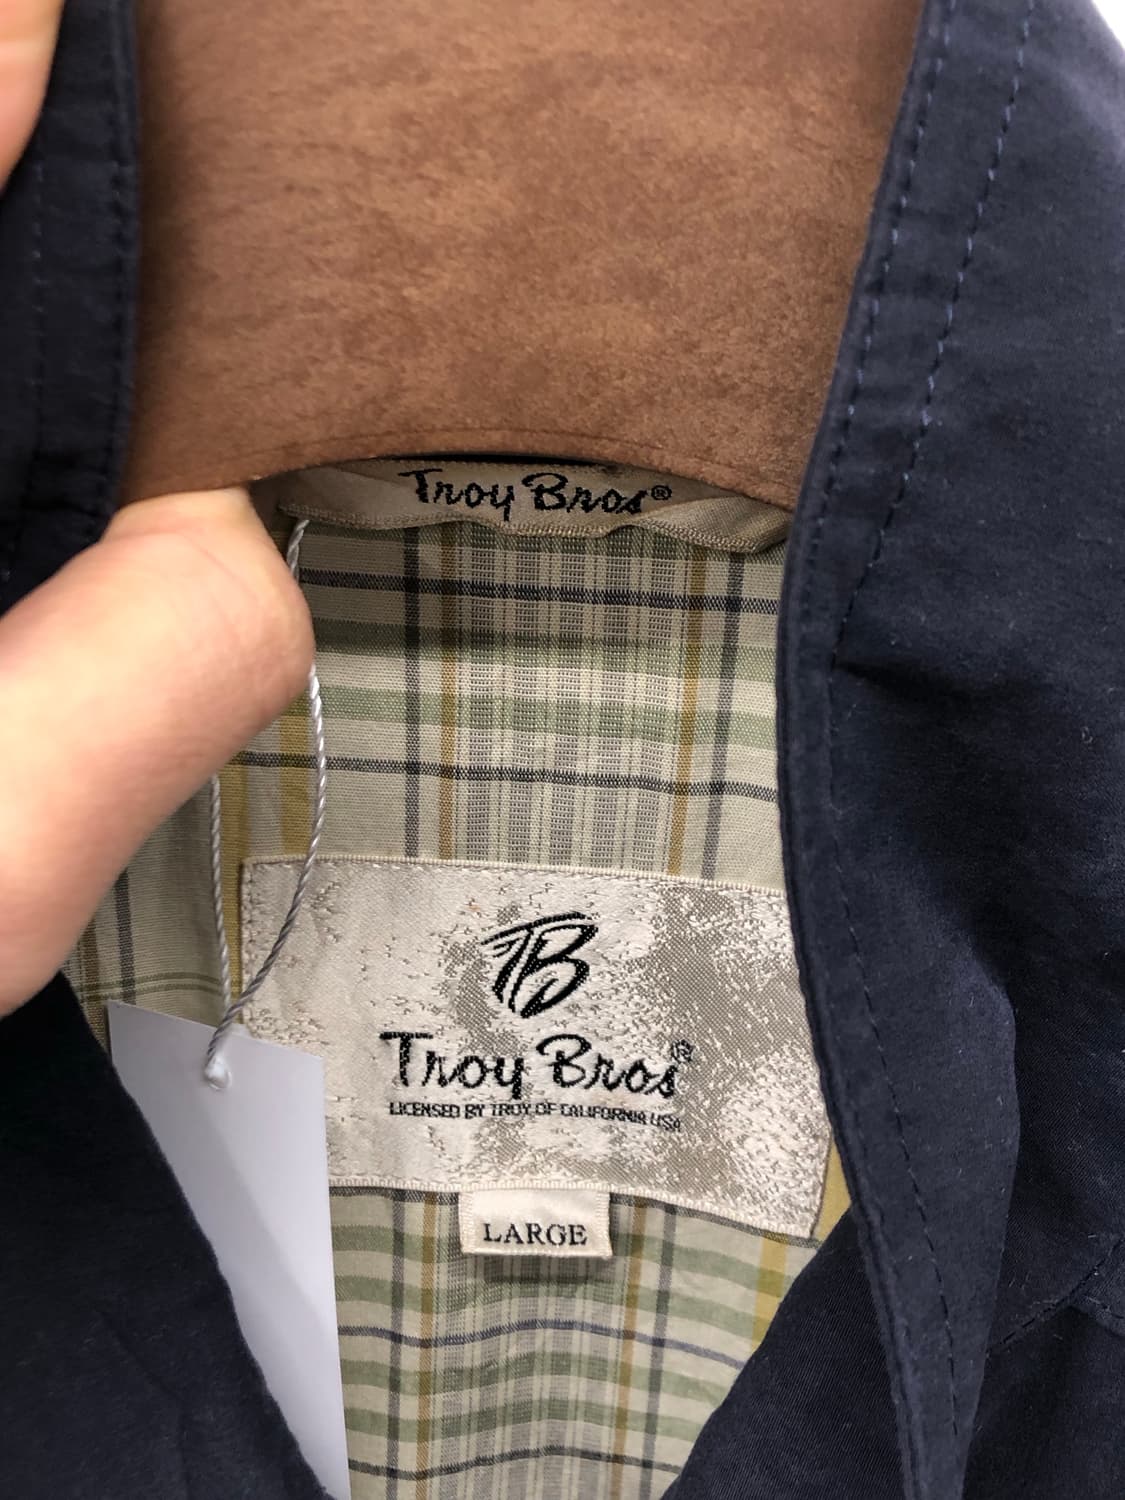 Troy Bros®
TB
Troy Bros®
LICENSED BY TROY OF CALIFORNIA USA
LARGE